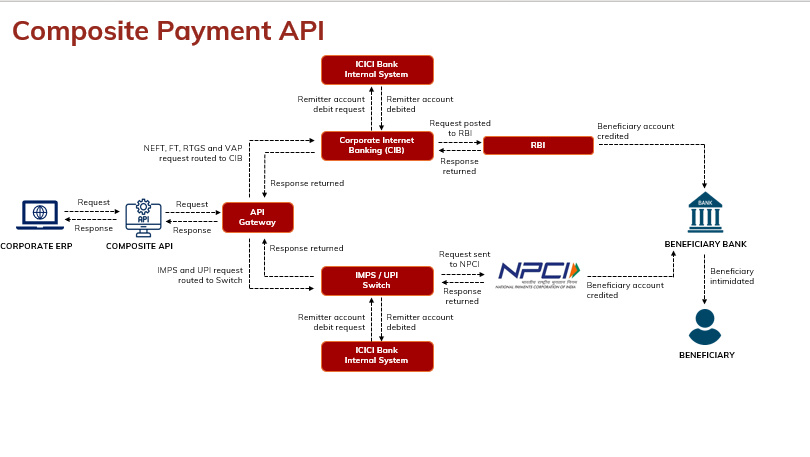 Composite Payment API
ICICI Bank
Internal System
Remitter account
debit request
Remitter account
debited
Corporate Internet
Banking (CIB)
Request posted
to RBI
Response
returned
RBI
Beneficiary account
credited
NEFT, FT, RTGS and VAP
request routed to CIB
Response returned
BANK
Request
Response
API
Request
Response
API
Gateway
CORPORATE ERP
COMPOSITE API
BENEFICIARY BANK
Response returned
IMPS and UPI request
routed to Switch
IMPS / UPI
Switch
Request sent
to NPCI
Response
returned
NPCI
भारतीय राष्ट्रीय भुगतान निगम
NATIONAL PAYMENTS CORPORATION OF INDIA
Beneficiary account
credited
Beneficiary
intimidated
Remitter account
debit request
Remitter account
debited
ICICI Bank
Internal System
BENEFICIARY